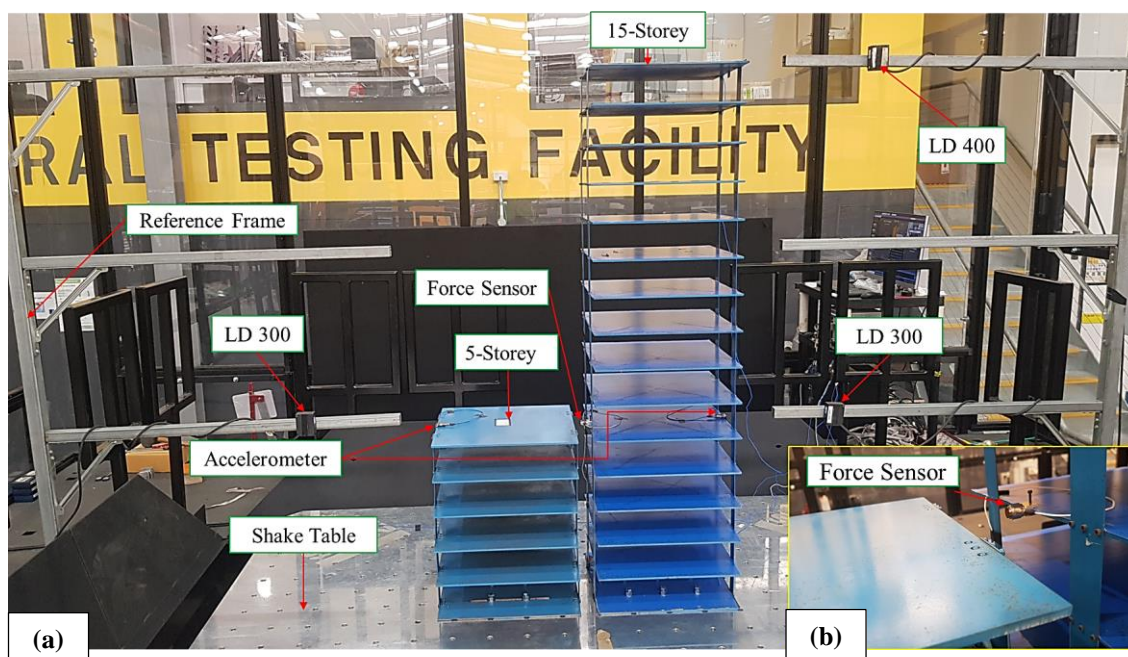 15-Storey
LD 400
RAL TESTING FACILITY
Reference Frame
Force Sensor
LD 300
5-Storey
LD 300
Accelerometer
Force Sensor
Shake Table
(a)
(b)